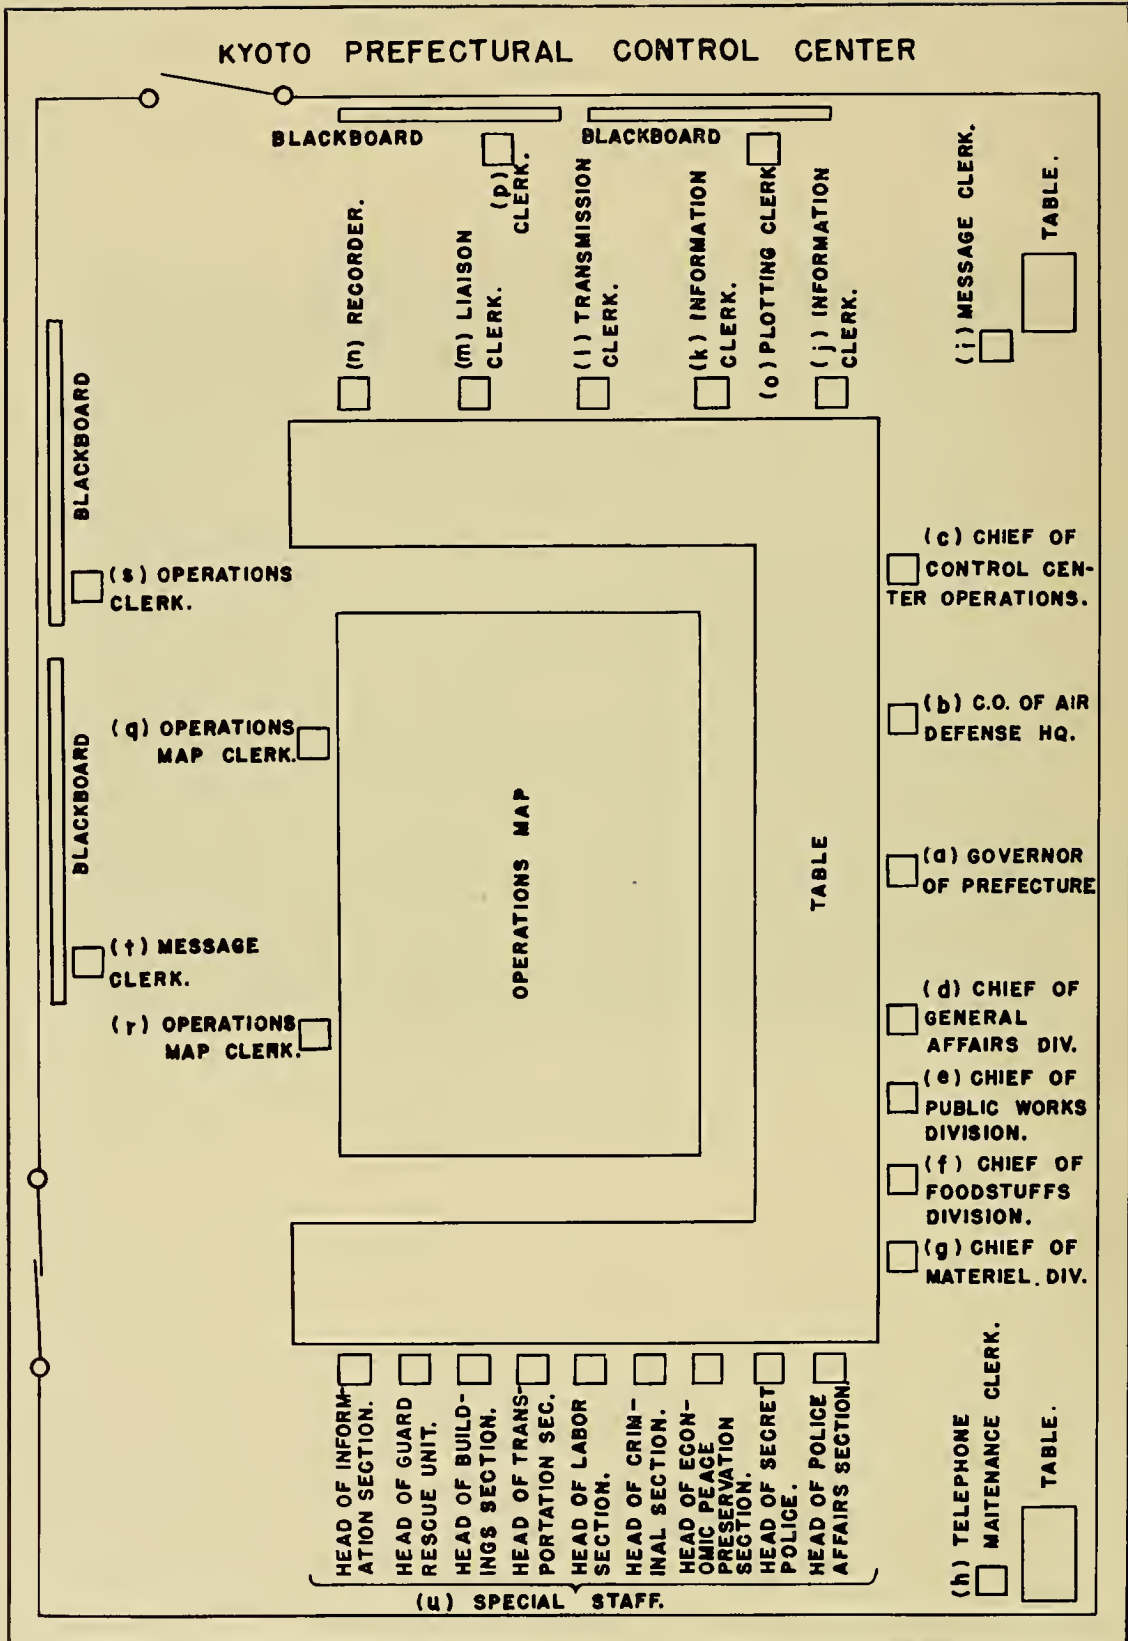 KYOTO PREFECTURAL CONTROL CENTER
BLACKBOARD
BLACKBOARD
(p)
CLERK.
(n) RECORDER.
(m) LIAISON
CLERK.
(l) TRANSMISSION
CLERK.
(k) INFORMATION
CLERK.
(o) PLOTTING CLERK
(j) INFORMATION
CLERK.
(i) MESSAGE CLERK.
TABLE.
BLACKBOARD
(s) OPERATIONS
CLERK.
BLACKBOARD
(q) OPERATIONS
MAP CLERK.
(t) MESSAGE
CLERK.
(r) OPERATIONS
MAP CLERK.
OPERATIONS MAP
TABLE
(c) CHIEF OF
CONTROL CEN-
TER OPERATIONS.
(b) C.O. OF AIR
DEFENSE HQ.
(a) GOVERNOR
OF PREFECTURE
(d) CHIEF OF
GENERAL
AFFAIRS DIV.
(e) CHIEF OF
PUBLIC WORKS
DIVISION.
(f) CHIEF OF
FOODSTUFFS
DIVISION.
(g) CHIEF OF
MATERIEL. DIV.
HEAD OF INFORM-
ATION SECTION.
HEAD OF GUARD
RESCUE UNIT.
HEAD OF BUILD-
INGS SECTION.
HEAD OF TRANS-
PORTATION SEC.
HEAD OF LABOR
SECTION.
HEAD OF CRIM-
INAL SECTION.
HEAD OF ECON-
OMIC PEACE
PRESERVATION
SECTION.
HEAD OF SECRET
POLICE.
HEAD OF POLICE
AFFAIRS SECTION.
(u) SPECIAL STAFF.
(h) TELEPHONE
MAITENANCE CLERK.
TABLE.